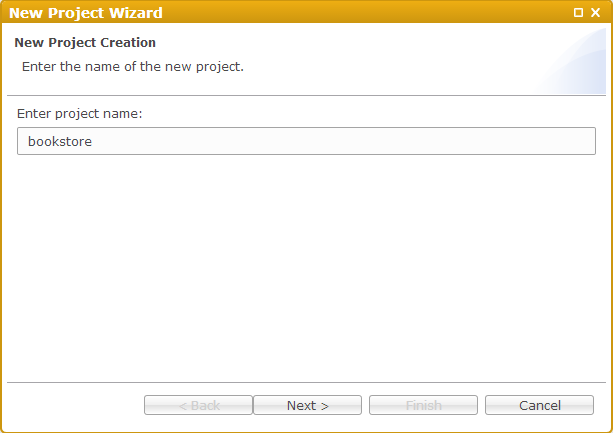 New Project Wizard
New Project Creation
Enter the name of the new project.
Enter project name:
bookstore
< Back Next > Finish Cancel